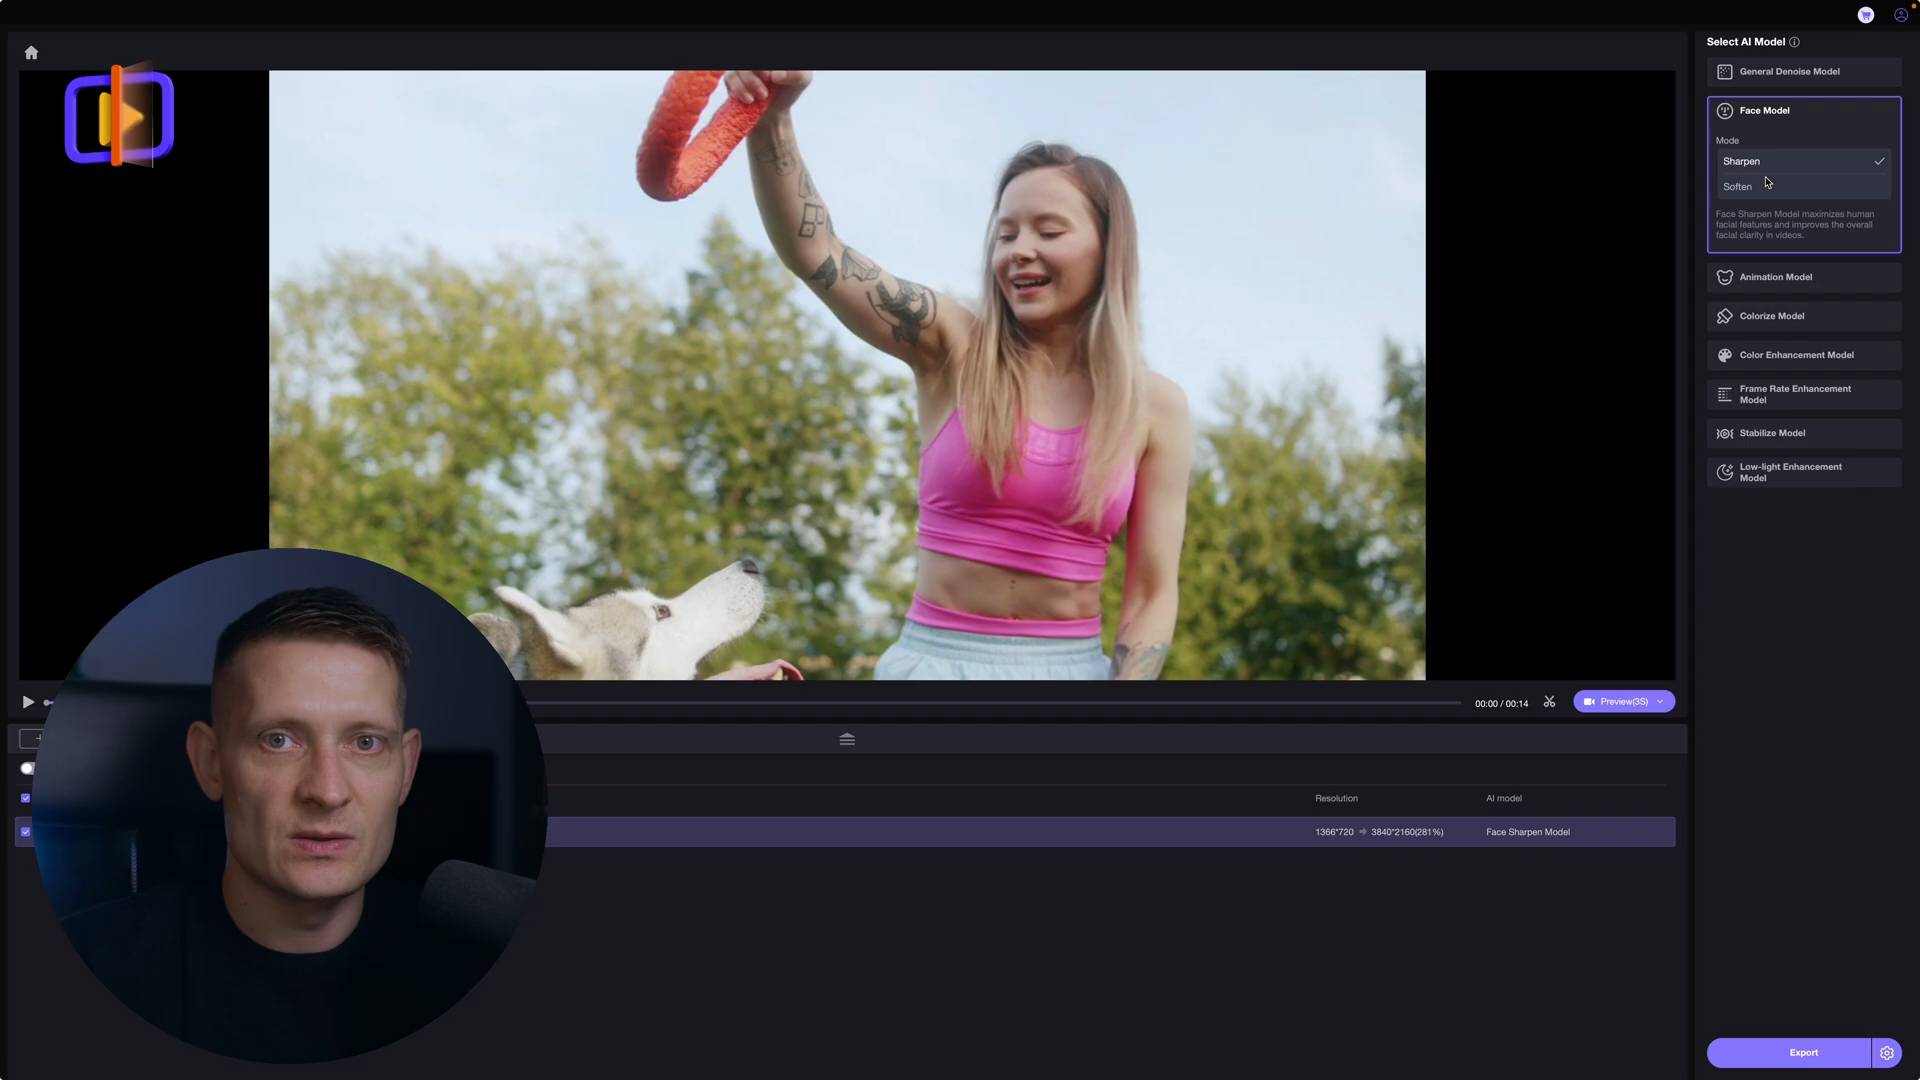 Select AI Model
General Denoise Model
Face Model
Mode
Sharpen
Soften
Face Sharpen Model maximizes human
facial features and improves the overall
facial clarity in videos.
Animation Model
Colorize Model
Color Enhancement Model
Frame Rate Enhancement
Model
Stabilize Model
Low-light Enhancement
Model
00:00 / 00:14
Preview(3S)
Resolution
AI model
1366*720
3840*2160(281%)
Face Sharpen Model
Export